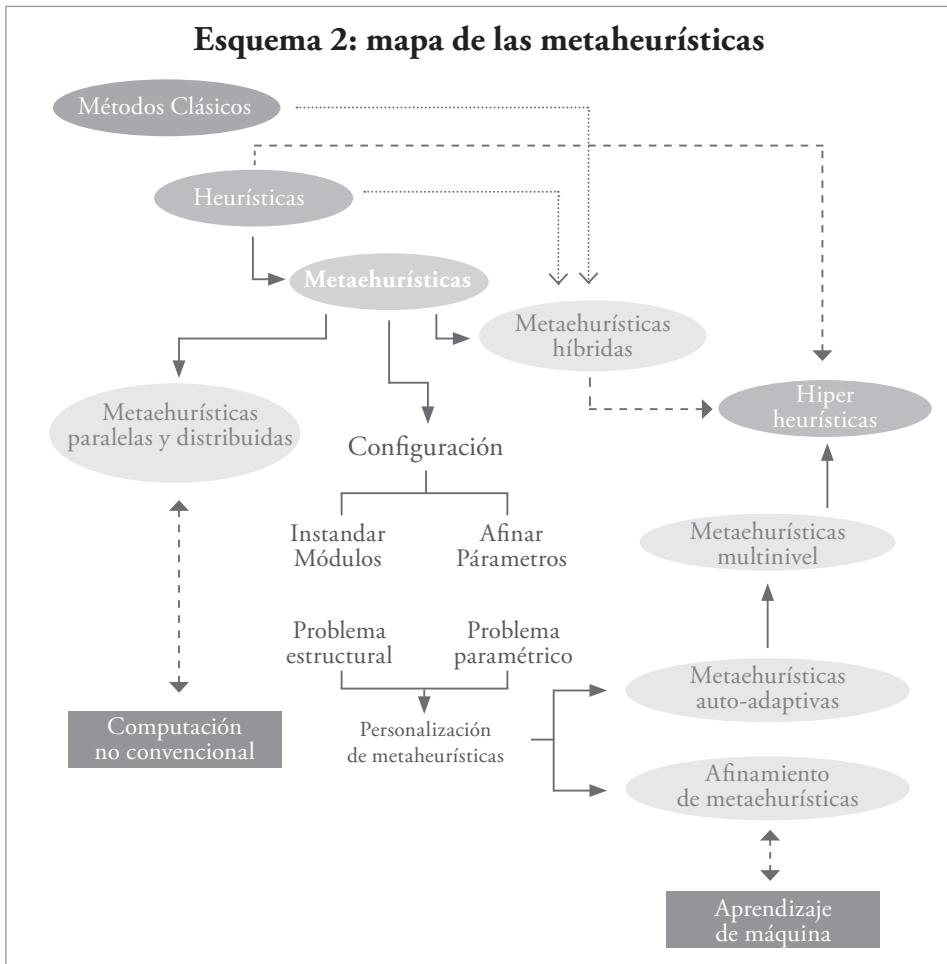 Esquema 2: mapa de las metaheurísticas
Métodos Clásicos
Heurísticas
Metaehurísticas
Metaehurísticas
híbridas
Metaehurísticas
paralelas y distribuidas
Hiper
heurísticas
Configuración
Instandar
Módulos
Afinar
Párametros
Metaehurísticas
multinivel
Problema
estructural
Problema
paramétrico
Metaehurísticas
auto-adaptivas
Computación
no convencional
Personalización
de metaheurísticas
Afinamiento
de metaehurísticas
Aprendizaje
de máquina